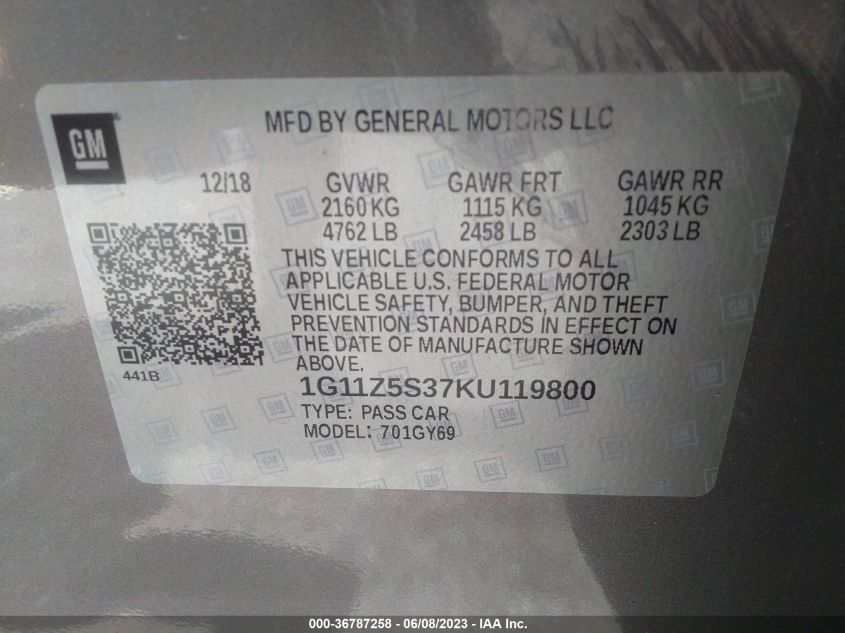 GM
MFD BY GENERAL MOTORS LLC
12/18 GVWR GAWR FRT GAWR RR
2160 KG 1115 KG 1045 KG
4762 LB 2458 LB 2303 LB
THIS VEHICLE CONFORMS TO ALL
APPLICABLE U.S. FEDERAL MOTOR
VEHICLE SAFETY, BUMPER, AND THEFT
PREVENTION STANDARDS IN EFFECT ON
THE DATE OF MANUFACTURE SHOWN
ABOVE.
441B
1G11Z5S37KU119800
TYPE: PASS CAR
MODEL: 701GY69
000-36787258 - 06/08/2023 - IAA Inc.